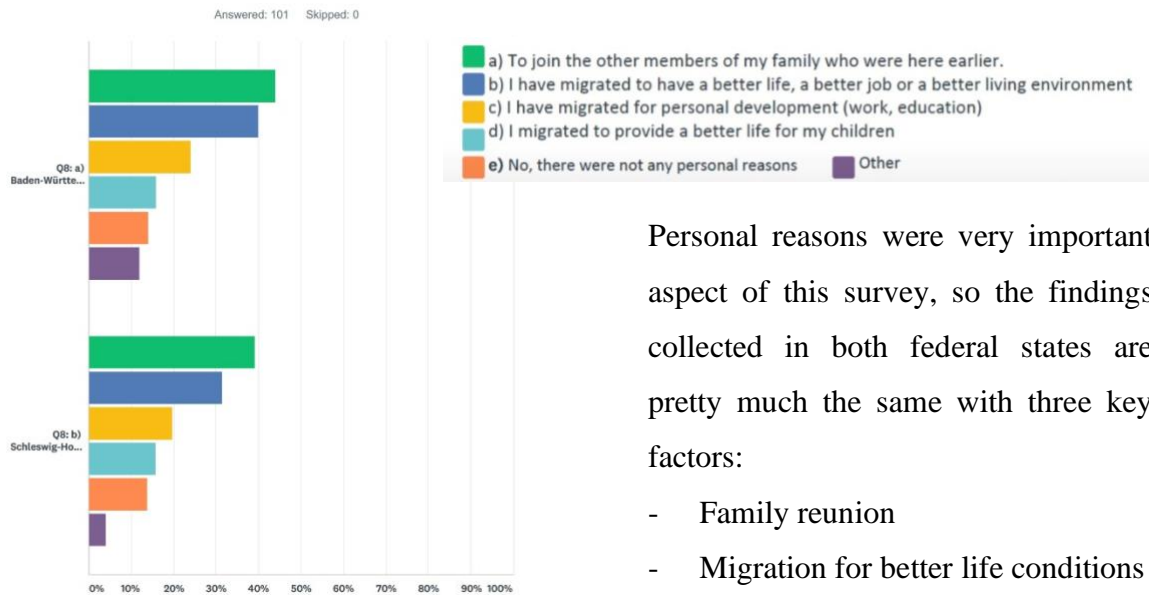 Answered: 101 Skipped: 0
a) To join the other members of my family who were here earlier.
b) I have migrated to have a better life, a better job or a better living environment
c) I have migrated for personal development (work, education)
d) I migrated to provide a better life for my children
e) No, there were not any personal reasons Other
Q8: a)
Baden-Württe...
Q8: b)
Schleswig-Ho...
0% 10% 20% 30% 40% 50% 60% 70% 80% 90% 100%
Personal reasons were very important
aspect of this survey, so the findings
collected in both federal states are
pretty much the same with three key
factors:
- Family reunion
- Migration for better life conditions